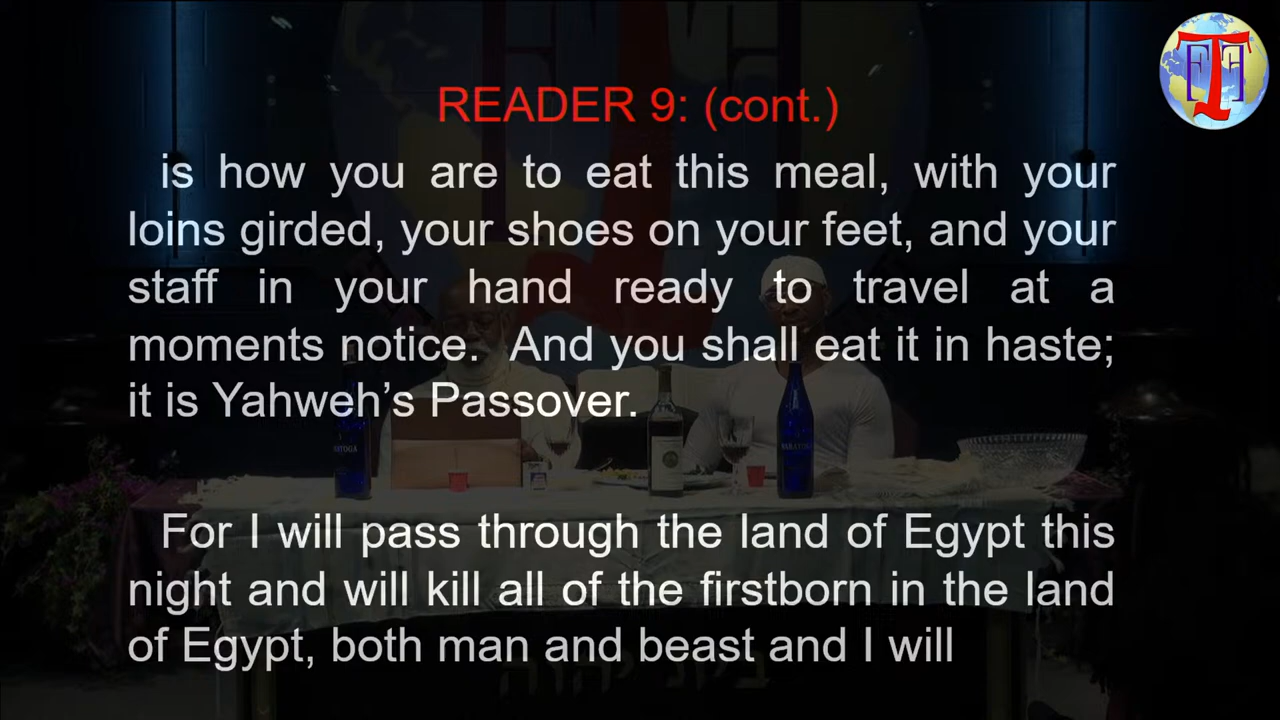 READER 9: (cont.)
is how you are to eat this meal, with your
loins girded, your shoes on your feet, and your
staff in your hand ready to travel at a
moments notice. And you shall eat it in haste;
it is Yahweh’s Passover.
For I will pass through the land of Egypt this
night and will kill all of the firstborn in the land
of Egypt, both man and beast and I will